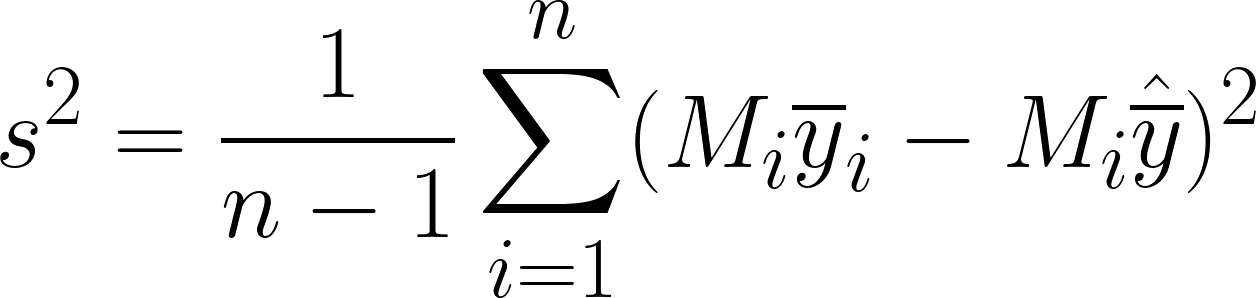 $s^2 = \frac{1}{n-1} \sum_{i=1}^{n} (M_i \overline{y}_i - M_i \hat{\overline{y}})^2$